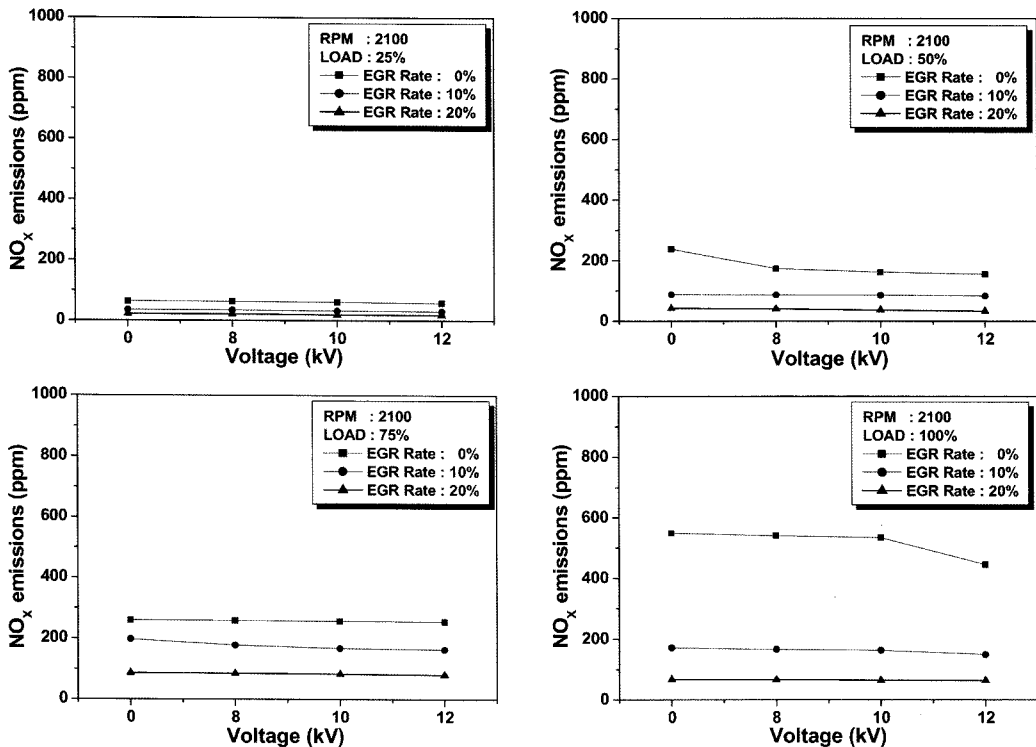 NOx emissions (ppm)
1000
800
600
400
200
0
0 8 10 12
Voltage (kV)
RPM : 2100
LOAD : 25%
EGR Rate : 0%
EGR Rate : 10%
EGR Rate : 20%
NOx emissions (ppm)
1000
800
600
400
200
0
0 8 10 12
Voltage (kV)
RPM : 2100
LOAD : 50%
EGR Rate : 0%
EGR Rate : 10%
EGR Rate : 20%
NOx emissions (ppm)
1000
800
600
400
200
0
0 8 10 12
Voltage (kV)
RPM : 2100
LOAD : 75%
EGR Rate : 0%
EGR Rate : 10%
EGR Rate : 20%
NOx emissions (ppm)
1000
800
600
400
200
0
0 8 10 12
Voltage (kV)
RPM : 2100
LOAD : 100%
EGR Rate : 0%
EGR Rate : 10%
EGR Rate : 20%